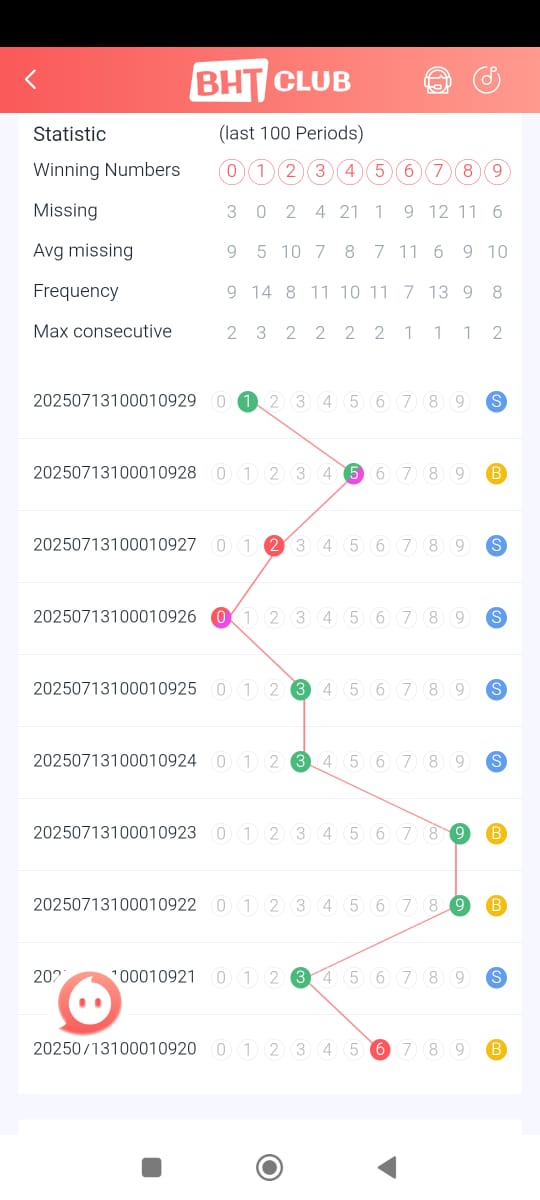 BHT CLUB
Statistic (last 100 Periods)
Winning Numbers 0 1 2 3 4 5 6 7 8 9
Missing 3 0 2 4 21 1 9 12 11 6
Avg missing 9 5 10 7 8 7 11 6 9 10
Frequency 9 14 8 11 10 11 7 13 9 8
Max consecutive 2 3 2 2 2 2 1 1 1 2
20250713100010929 0 1 2 3 4 5 6 7 8 9 S
20250713100010928 0 1 2 3 4 5 6 7 8 9 B
20250713100010927 0 1 2 3 4 5 6 7 8 9 S
20250713100010926 0 1 2 3 4 5 6 7 8 9 S
20250713100010925 0 1 2 3 4 5 6 7 8 9 S
20250713100010924 0 1 2 3 4 5 6 7 8 9 S
20250713100010923 0 1 2 3 4 5 6 7 8 9 B
20250713100010922 0 1 2 3 4 5 6 7 8 9 B
0 1 2 3 4 5 6 7 8 9 S
20250713100010920 0 1 2 3 4 5 6 7 8 9 B